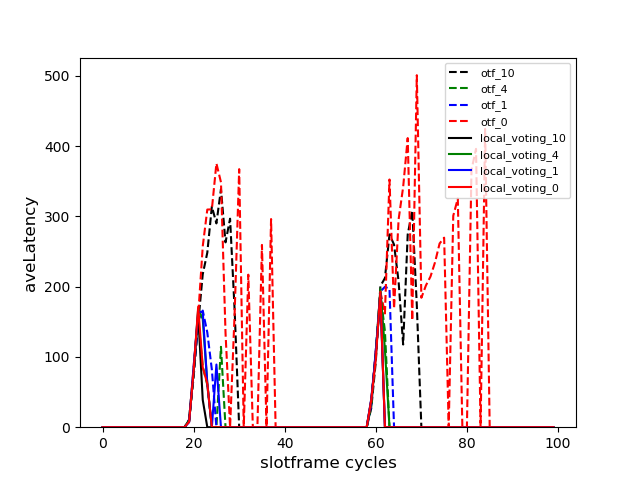 500
400
300
200
100
0
aveLatency
0
20
40
60
80
100
slotframe cycles
otf_10
otf_4
otf_1
otf_0
local_voting_10
local_voting_4
local_voting_1
local_voting_0